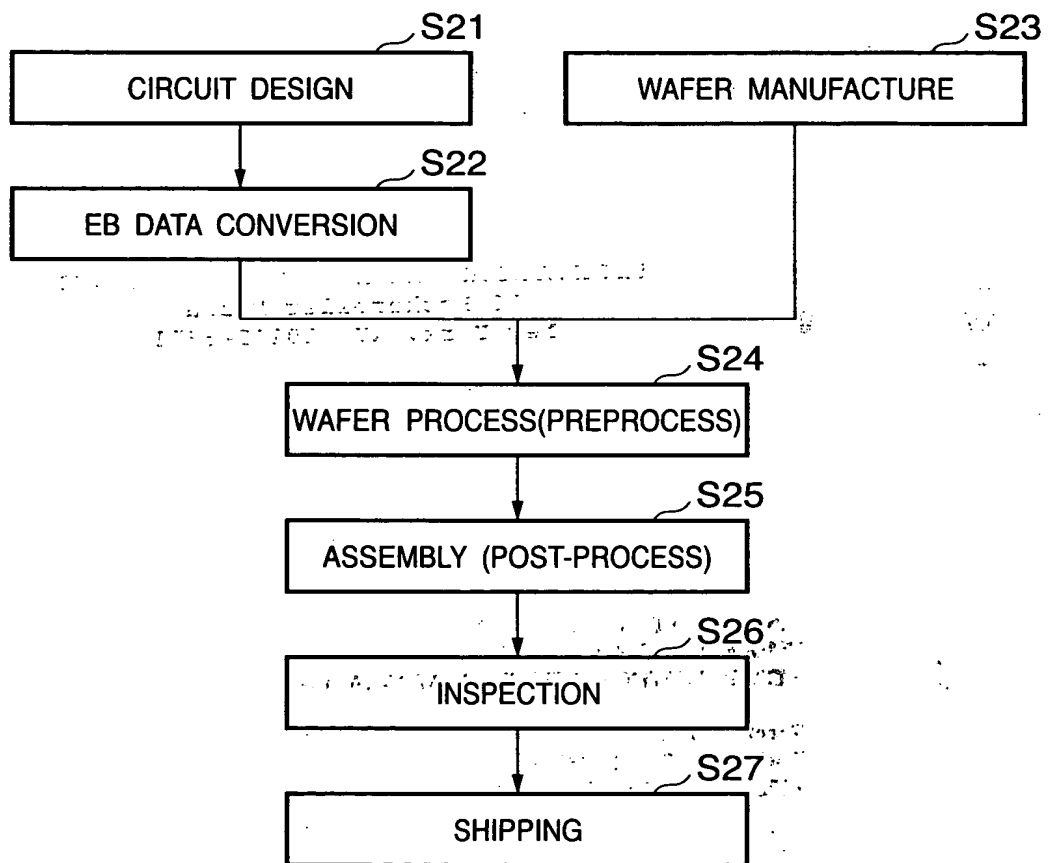 S21
CIRCUIT DESIGN
S23
WAFER MANUFACTURE
S22
EB DATA CONVERSION
S24
WAFER PROCESS(PREPROCESS)
S25
ASSEMBLY (POST-PROCESS)
S26
INSPECTION
S27
SHIPPING